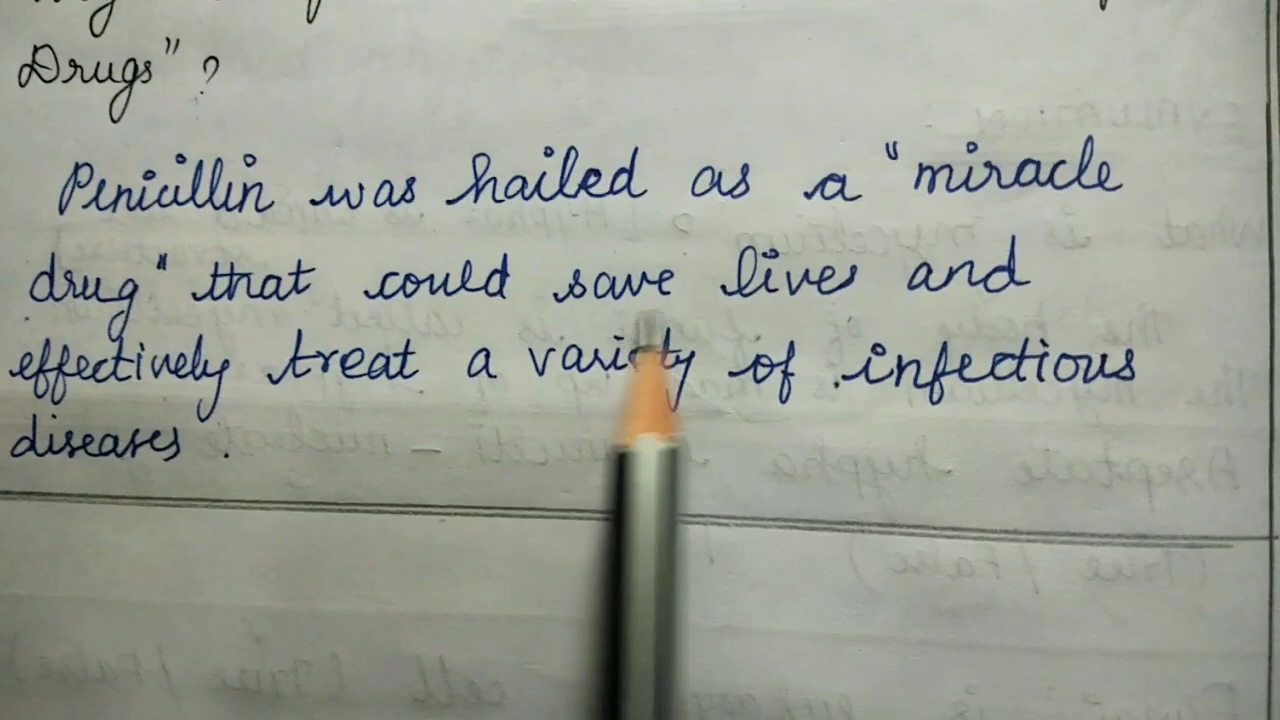 Drugs" ?
Penicillin was hailed as a "miracle
drug" that could save lives and
effectively treat a variety of infectious
diseases .